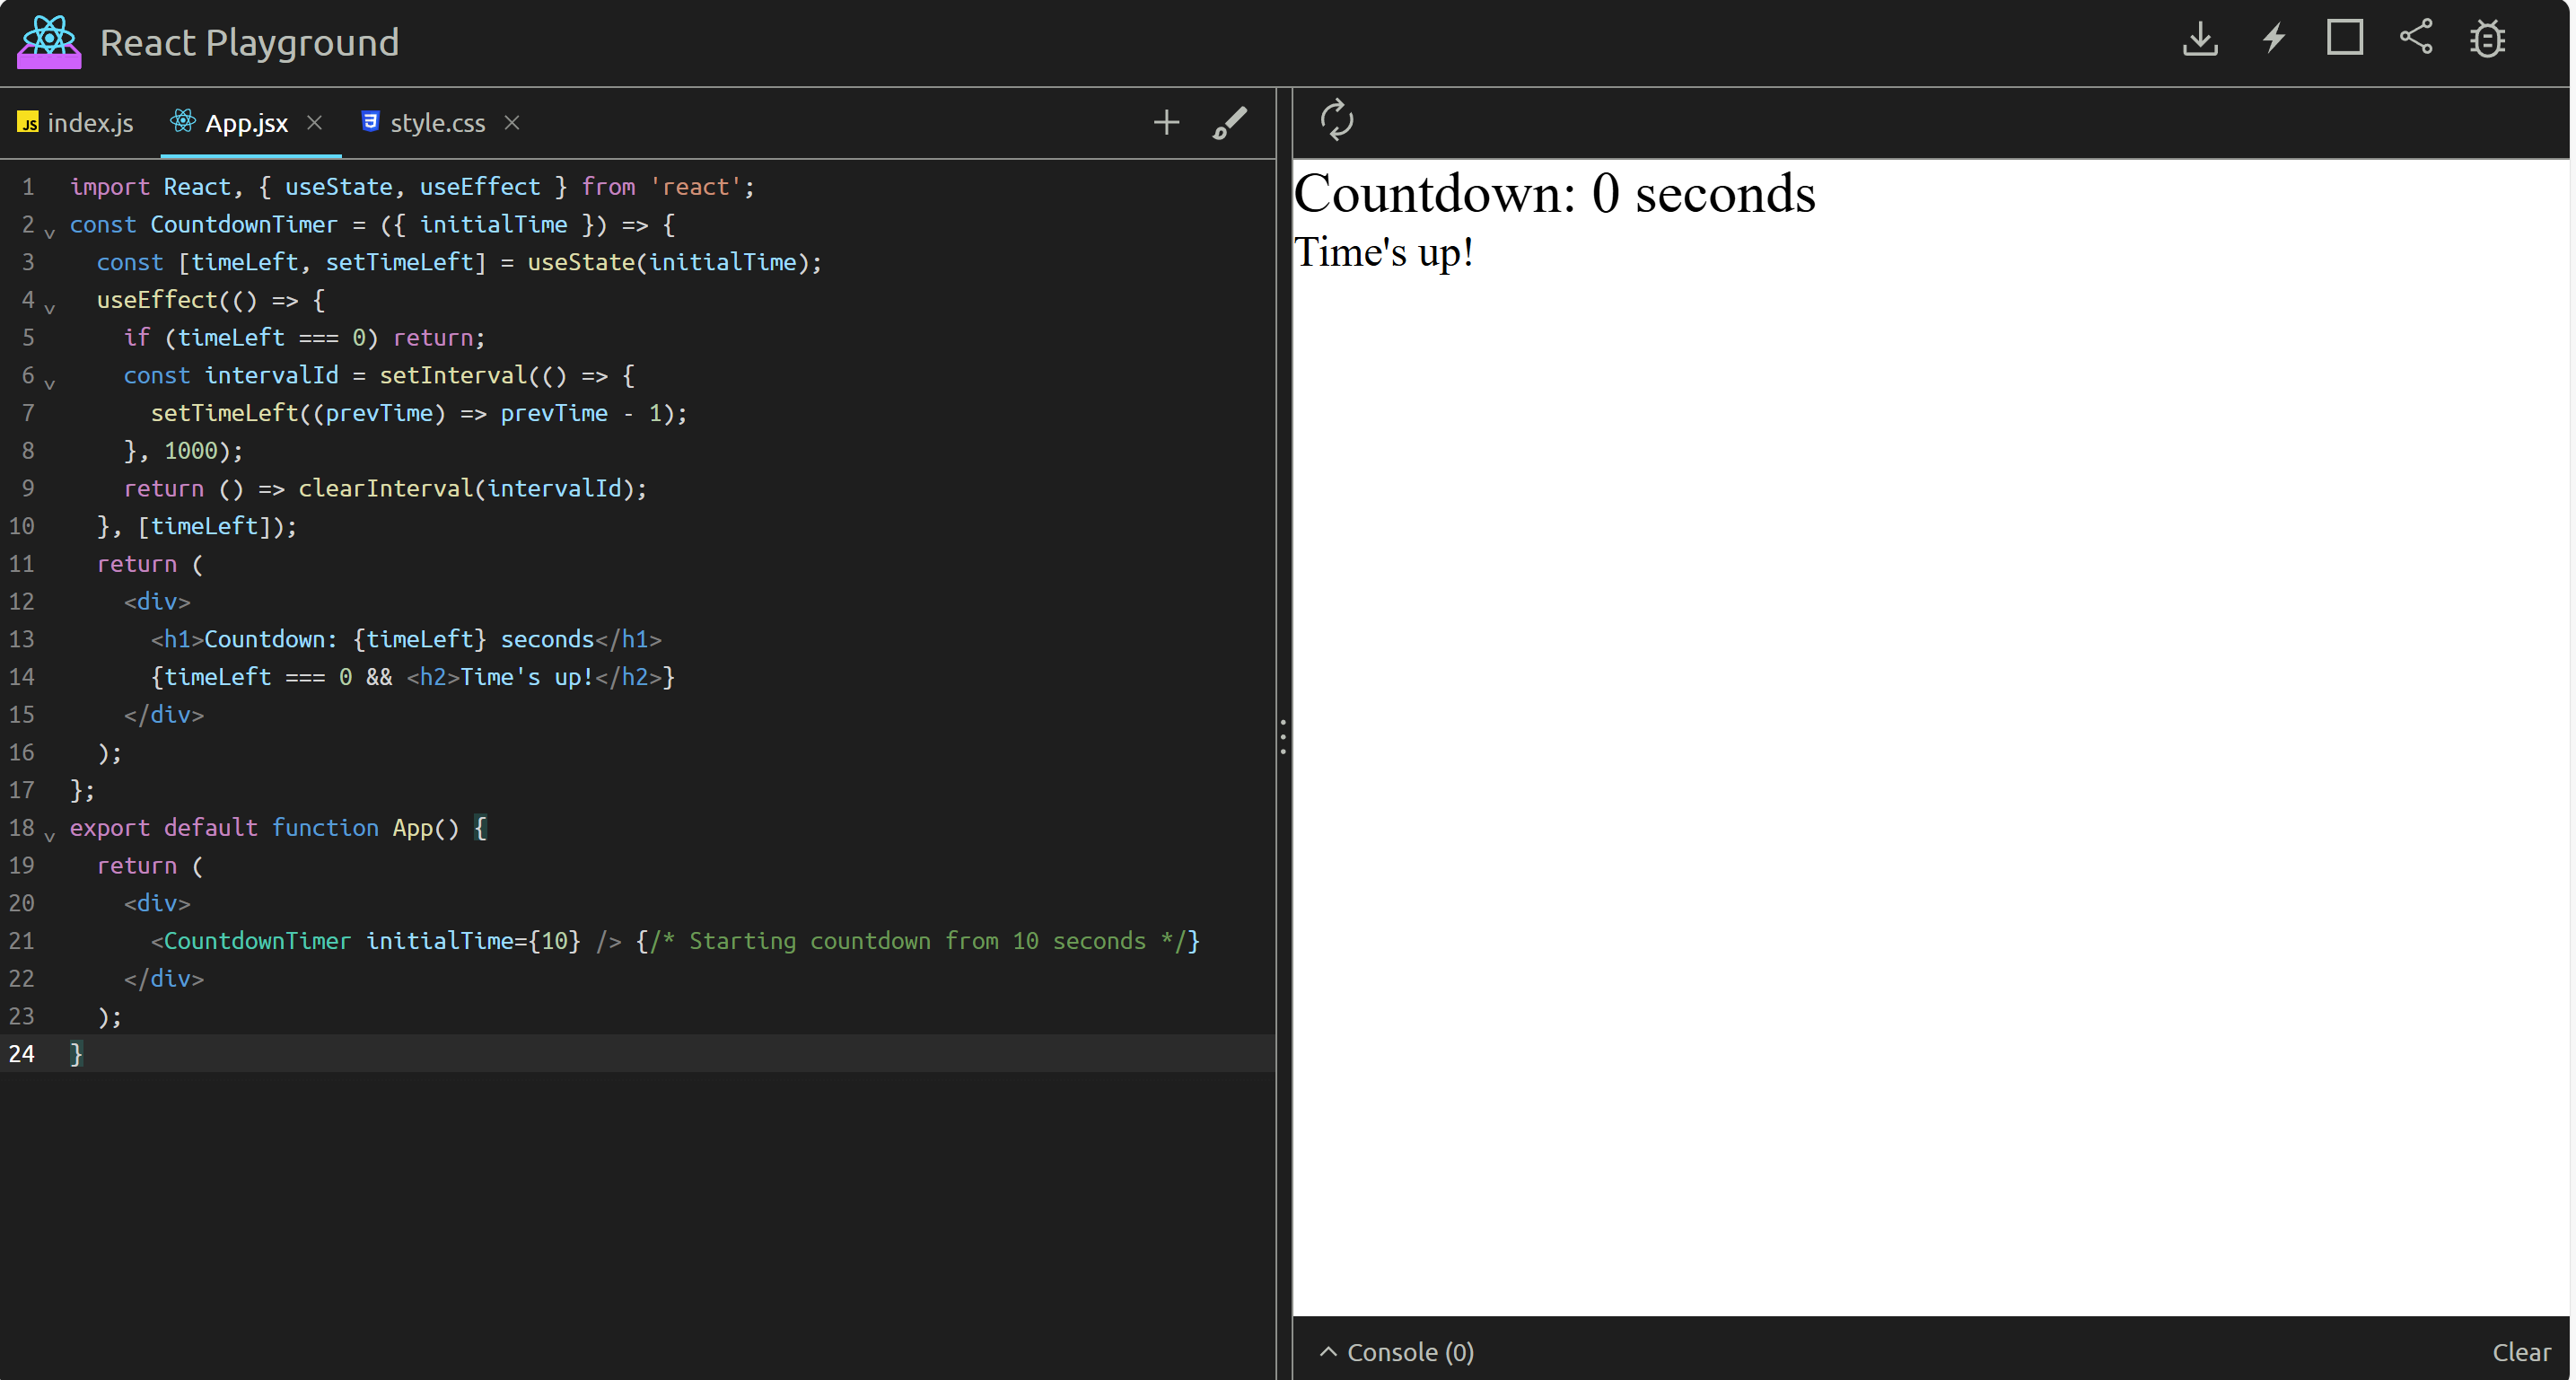 React Playground
JS index.js App.jsx style.css
1 import React, { useState, useEffect } from 'react';
2 const CountdownTimer = ({ initialTime }) => {
3   const [timeLeft, setTimeLeft] = useState(initialTime);
4   useEffect(() => {
5     if (timeLeft === 0) return;
6     const intervalId = setInterval(() => {
7       setTimeLeft((prevTime) => prevTime - 1);
8     }, 1000);
9     return () => clearInterval(intervalId);
10   }, [timeLeft]);
11   return (
12     <div>
13       <h1>Countdown: {timeLeft} seconds</h1>
14       {timeLeft === 0 && <h2>Time's up!</h2>}
15     </div>
16   );
17 };
18 export default function App() {
19   return (
20     <div>
21       <CountdownTimer initialTime={10} /> {/* Starting countdown from 10 seconds */}
22     </div>
23   );
24 }
Countdown: 0 seconds
Time's up!
Console (0)
Clear